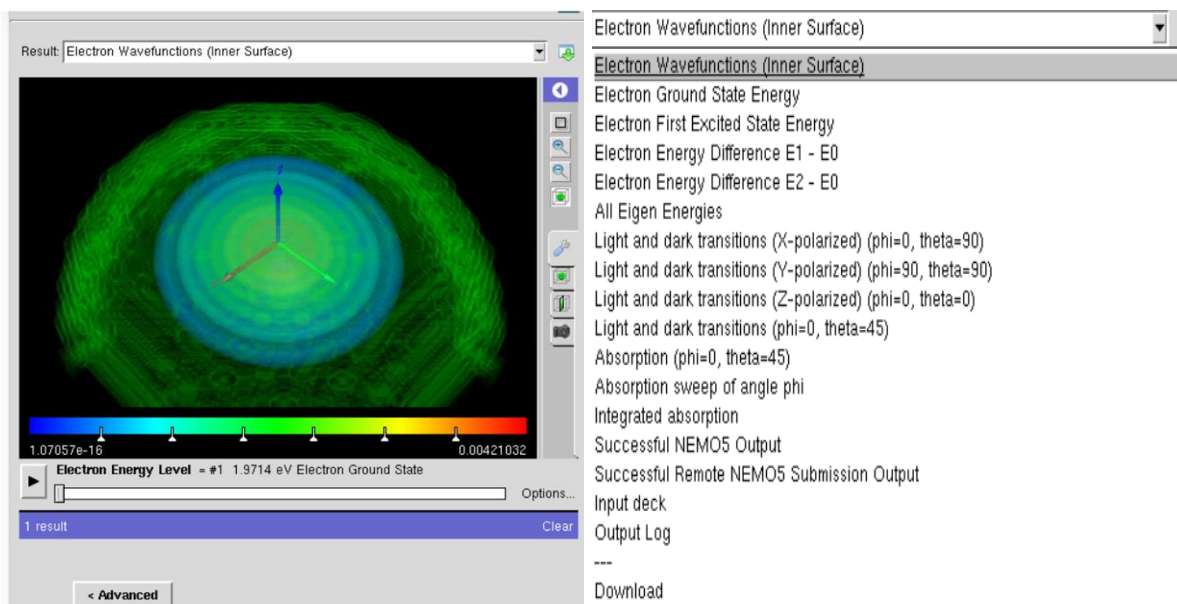 Result: Electron Wavefunctions (Inner Surface)
1.07057e-16 0.00421032
Electron Energy Level = #1 1.9714 eV Electron Ground State
Options...
1 result Clear
< Advanced
Electron Wavefunctions (Inner Surface)
Electron Wavefunctions (Inner Surface)
Electron Ground State Energy
Electron First Excited State Energy
Electron Energy Difference E1 - E0
Electron Energy Difference E2 - E0
All Eigen Energies
Light and dark transitions (X-polarized) (phi=0, theta=90)
Light and dark transitions (Y-polarized) (phi=90, theta=90)
Light and dark transitions (Z-polarized) (phi=0, theta=0)
Light and dark transitions (phi=0, theta=45)
Absorption (phi=0, theta=45)
Absorption sweep of angle phi
Integrated absorption
Successful NEMO5 Output
Successful Remote NEMO5 Submission Output
Input deck
Output Log
---
Download